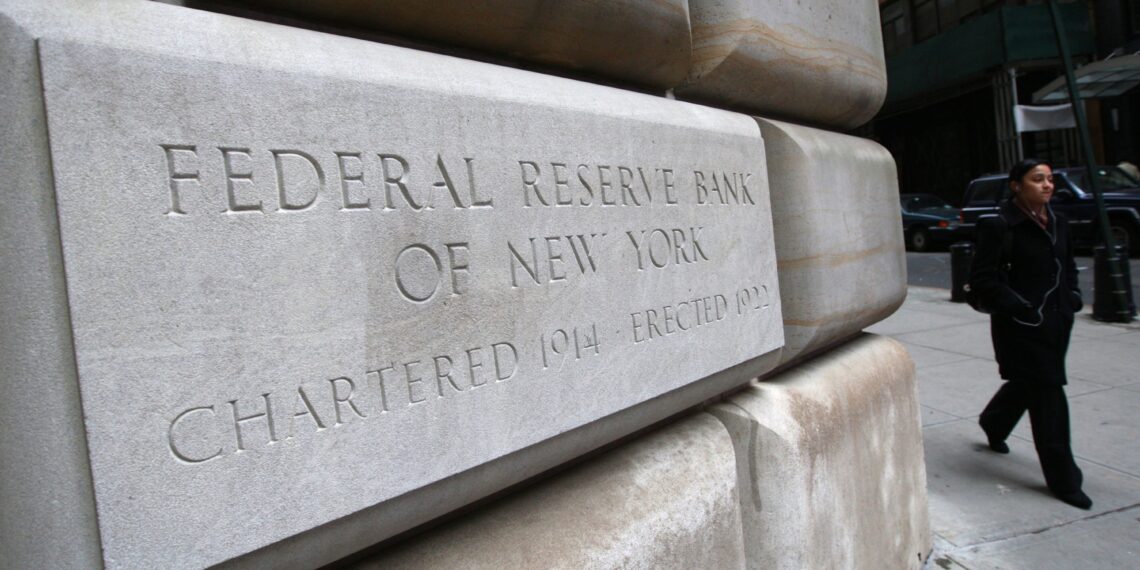 FEDERAL RESERVE BANK
OF NEW YORK
CHARTERED 1914 · ERECTED 1922